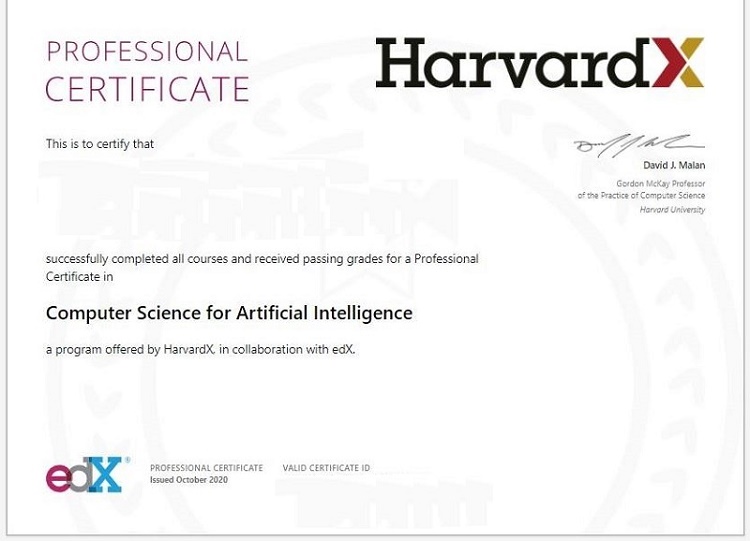 PROFESSIONAL
CERTIFICATE
HarvardX
This is to certify that
David J. Malan
Gordon McKay Professor
of the Practice of Computer Science
Harvard University
successfully completed all courses and received passing grades for a Professional
Certificate in
Computer Science for Artificial Intelligence
a program offered by HarvardX, in collaboration with edX.
edX®
PROFESSIONAL CERTIFICATE
Issued October 2020
VALID CERTIFICATE ID